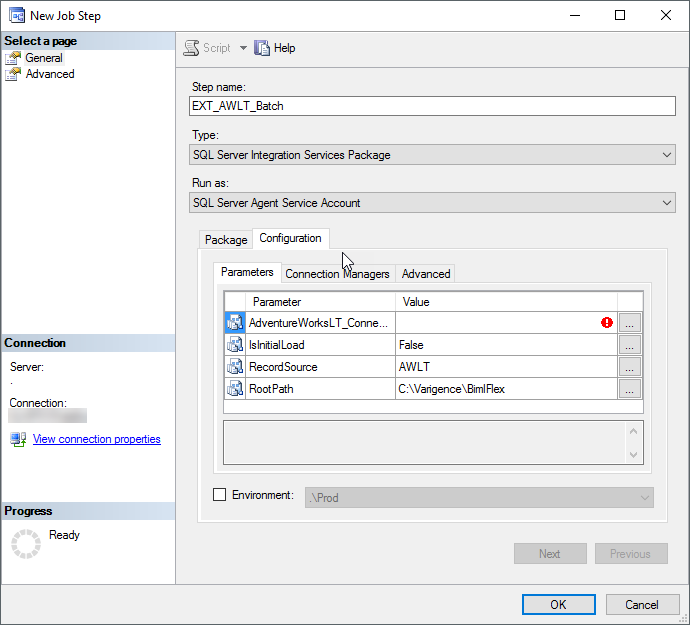 New Job Step
Select a page
General
Advanced
Script
Help
Step name:
EXT_AWLT_Batch
Type:
SQL Server Integration Services Package
Run as:
SQL Server Agent Service Account
Package
Configuration
Parameters
Connection Managers
Advanced
Parameter Value
AdventureWorksLT_Conne...
...
IsInitialLoad False ...
RecordSource AWLT ...
RootPath C:\Varigence\BimlFlex ...
Environment: .\Prod
Connection
Server:
.
Connection:
View connection properties
Progress
Ready
Next
Previous
OK
Cancel